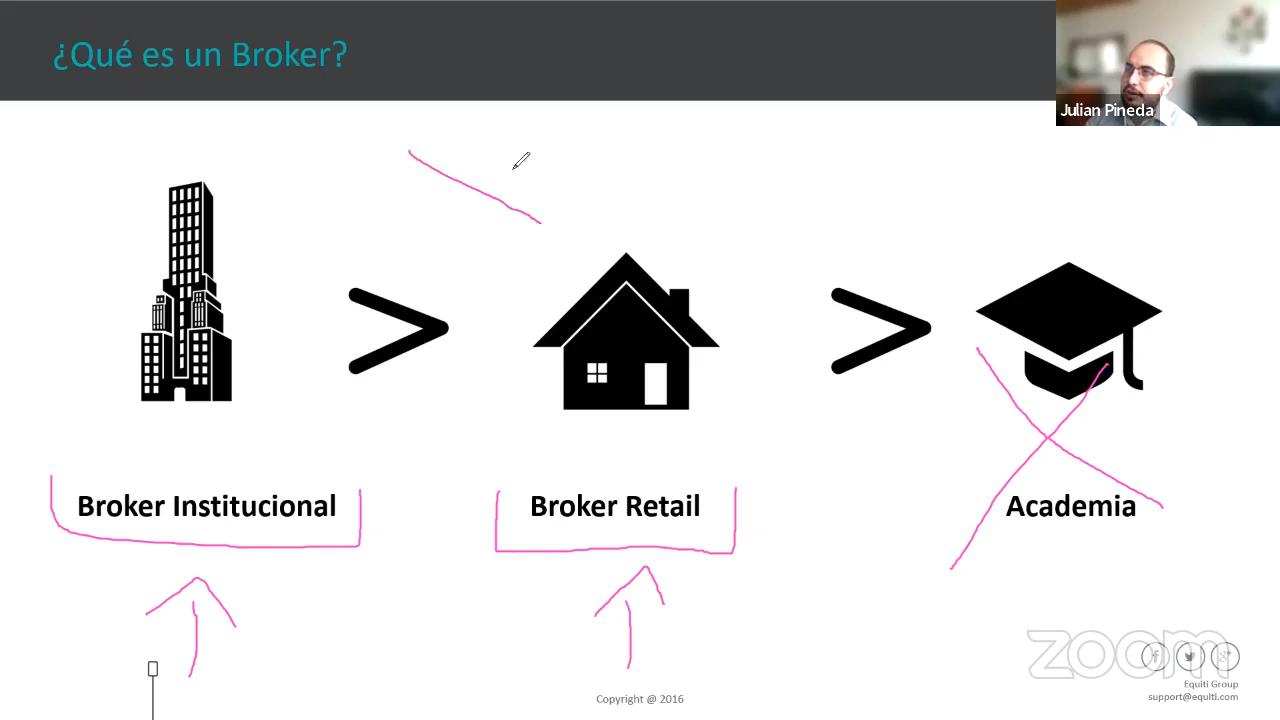 ¿Qué es un Broker?
Julian Pineda
Broker Institucional
Broker Retail
Academia
zoom
Equiti Group
support@equiti.com
Copyright @ 2016